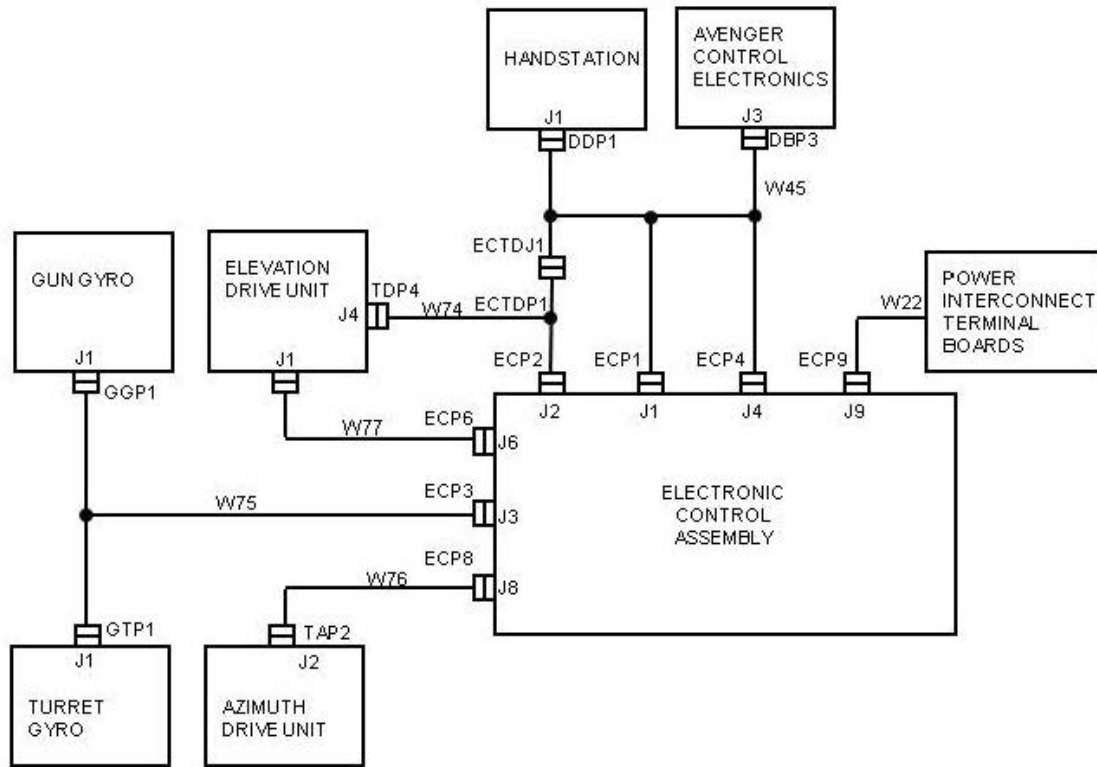 HANDSTATION
J1
DDP1
AVENGER
CONTROL
ELECTRONICS
J3
DBP3
W45
GUN GYRO
J1
GGP1
ELEVATION
DRIVE UNIT
J4
J1
TDP4
W74
ECTDJ1
ECTDP1
POWER
INTERCONNECT
TERMINAL
BOARDS
W22
ECP2
ECP1
ECP4
ECP9
J2
J1
J4
J9
W77
ECP6
J6
W75
ECP3
J3
ELECTRONIC
CONTROL
ASSEMBLY
W76
ECP8
J8
GTP1
J1
TURRET
GYRO
TAP2
J2
AZIMUTH
DRIVE UNIT